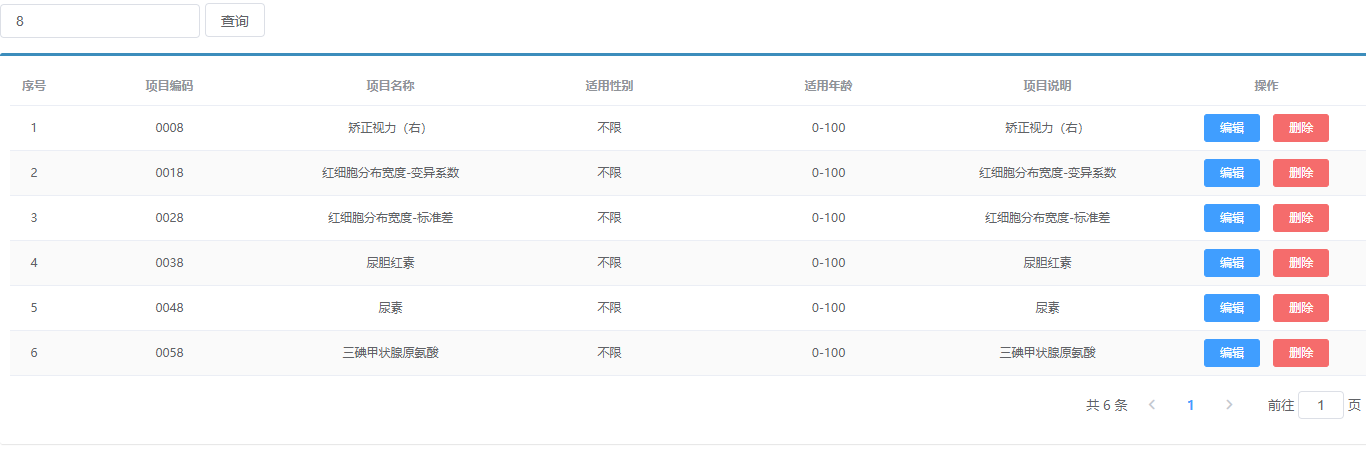 8 查询
序号 项目编码 项目名称 适用性别 适用年龄 项目说明 操作
1 0008 矫正视力（右） 不限 0-100 矫正视力（右） 编辑 删除
2 0018 红细胞分布宽度-变异系数 不限 0-100 红细胞分布宽度-变异系数 编辑 删除
3 0028 红细胞分布宽度-标准差 不限 0-100 红细胞分布宽度-标准差 编辑 删除
4 0038 尿胆红素 不限 0-100 尿胆红素 编辑 删除
5 0048 尿素 不限 0-100 尿素 编辑 删除
6 0058 三碘甲状腺原氨酸 不限 0-100 三碘甲状腺原氨酸 编辑 删除
共 6 条 1 前往 1 页